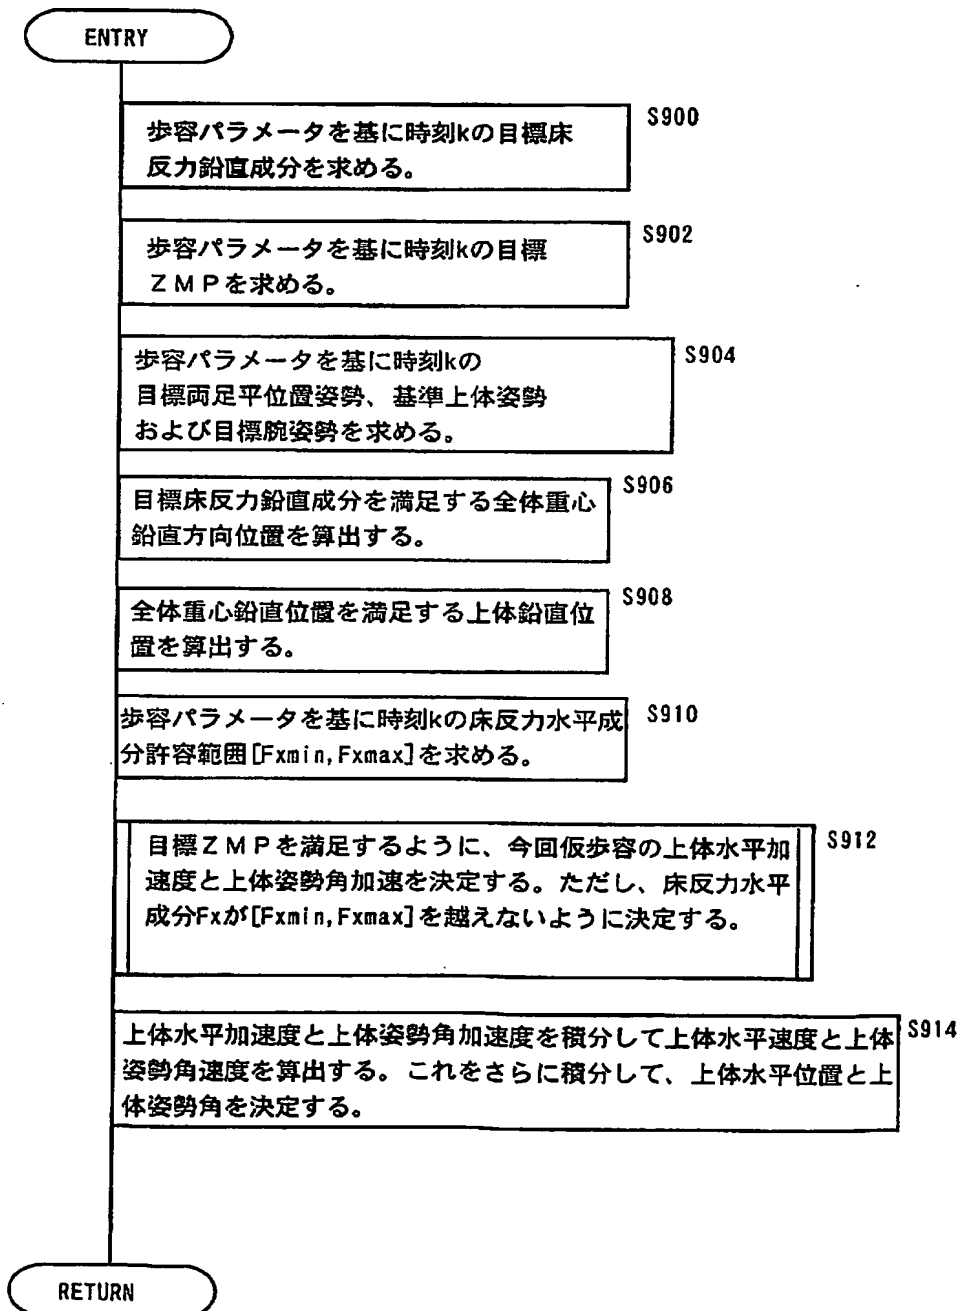 ENTRY
S900
歩容パラメータを基に時刻kの目標床
反力鉛直成分を求める。
S902
歩容パラメータを基に時刻kの目標
ZMPを求める。
S904
歩容パラメータを基に時刻kの
目標両足平位置姿勢、基準上体姿勢
および目標腕姿勢を求める。
S906
目標床反力鉛直成分を満足する全体重心
鉛直方向位置を算出する。
S908
全体重心鉛直位置を満足する上体鉛直位
置を算出する。
S910
歩容パラメータを基に時刻kの床反力水平成
分許容範囲[Fxmin,Fxmax]を求める。
S912
目標ZMPを満足するように、今回仮歩容の上体水平加
速度と上体姿勢角加速を決定する。ただし、床反力水平
成分Fxが[Fxmin,Fxmax]を越えないように決定する。
S914
上体水平加速度と上体姿勢角加速度を積分して上体水平速度と上体
姿勢角速度を算出する。これをさらに積分して、上体水平位置と上
体姿勢角を決定する。
RETURN